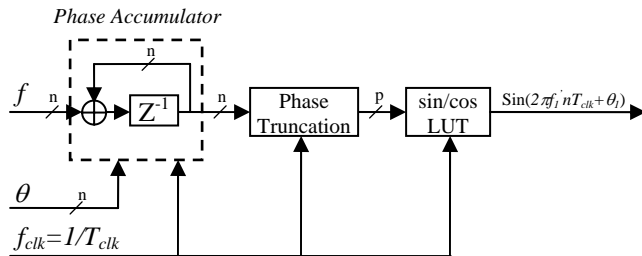 Phase Accumulator
n
f
n
Z⁻¹
n
Phase
Truncation
p
sin/cos
LUT
Sin(2πf₁'nT_clk+θ₁)
θ
n
f_clk=1/T_clk